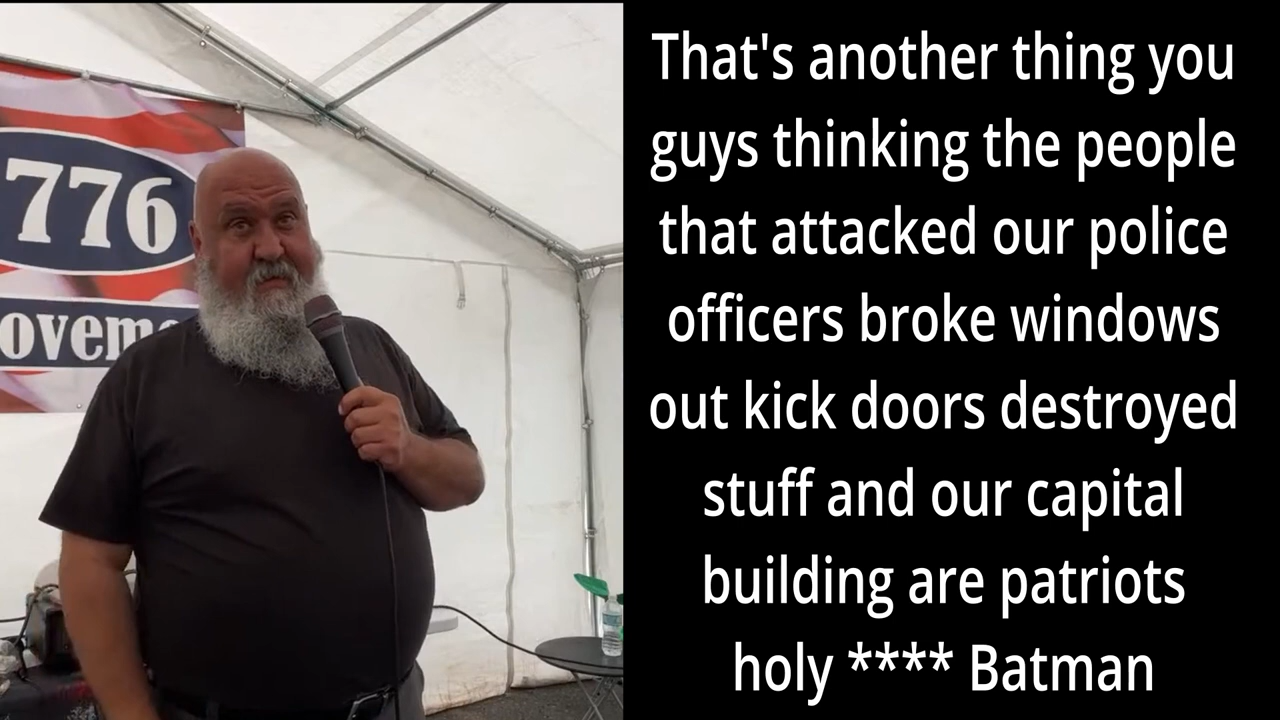 776
ovem
That's another thing you
guys thinking the people
that attacked our police
officers broke windows
out kick doors destroyed
stuff and our capital
building are patriots
holy **** Batman